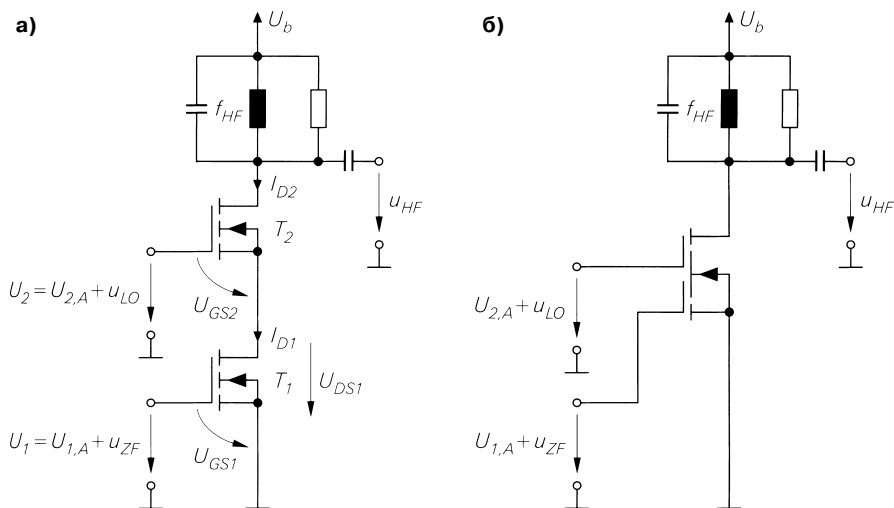 а)
U_b
f_HF
I_D2
u_HF
T_2
U_2 = U_2,A + u_LO
U_GS2
I_D1
T_1
U_DS1
U_1 = U_1,A + u_ZF
U_GS1
б)
U_b
f_HF
u_HF
U_2,A + u_LO
U_1,A + u_ZF